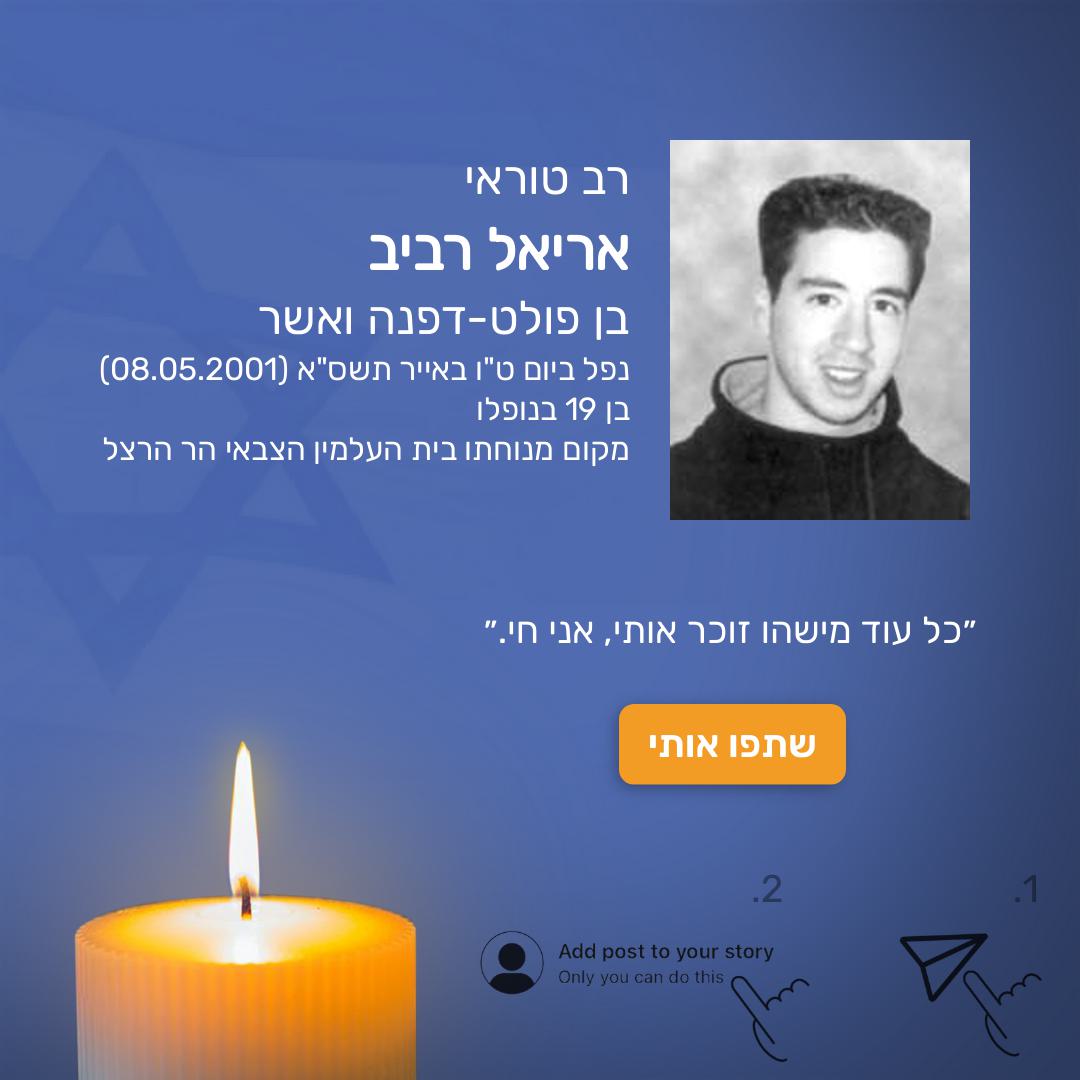 רב טוראי
אריאל רביב
בן פולט-דפנה ואשר
נפל ביום ט"ו באייר תשס"א (08.05.2001)
בן 19 בנופלו
מקום מנוחתו בית העלמין הצבאי הר הרצל
״כל עוד מישהו זוכר אותי, אני חי.״
שתפו אותי
.1
.2
Add post to your story
Only you can do this